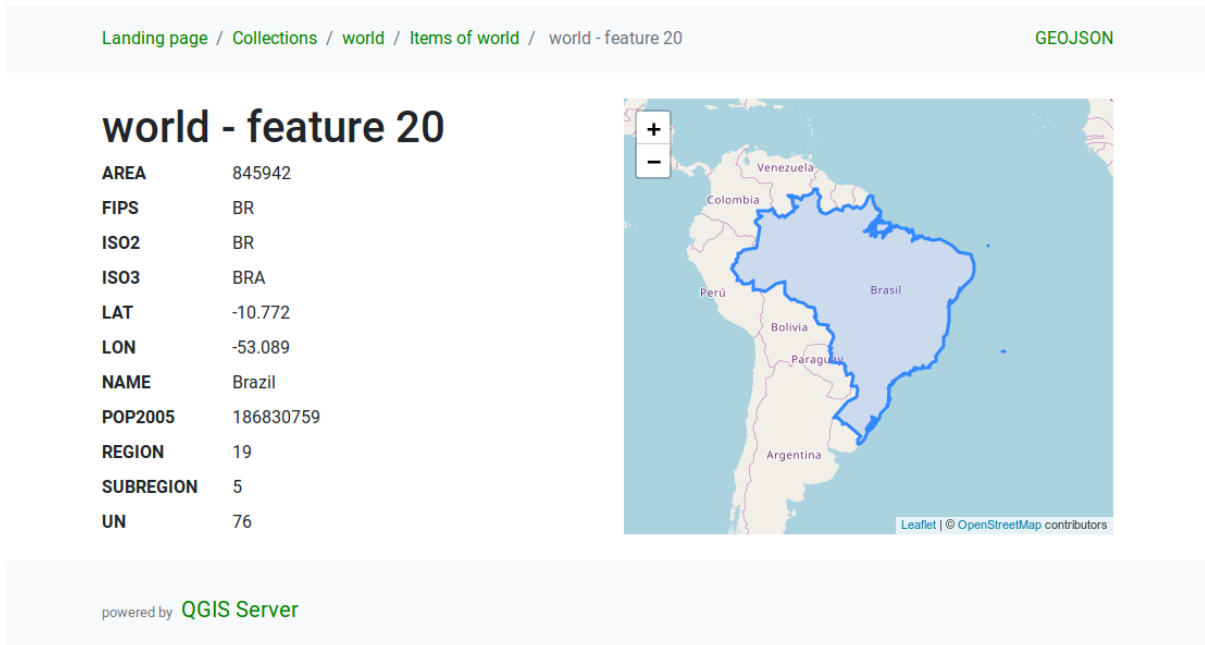 Landing page / Collections / world / Items of world / world - feature 20
GEOJSON
world - feature 20
AREA 845942
FIPS BR
ISO2 BR
ISO3 BRA
LAT -10.772
LON -53.089
NAME Brazil
POP2005 186830759
REGION 19
SUBREGION 5
UN 76
+
−
Venezuela
Colombia
Brasil
Perú
Bolivia
Paraguay
Argentina
Leaflet | © OpenStreetMap contributors
powered by QGIS Server